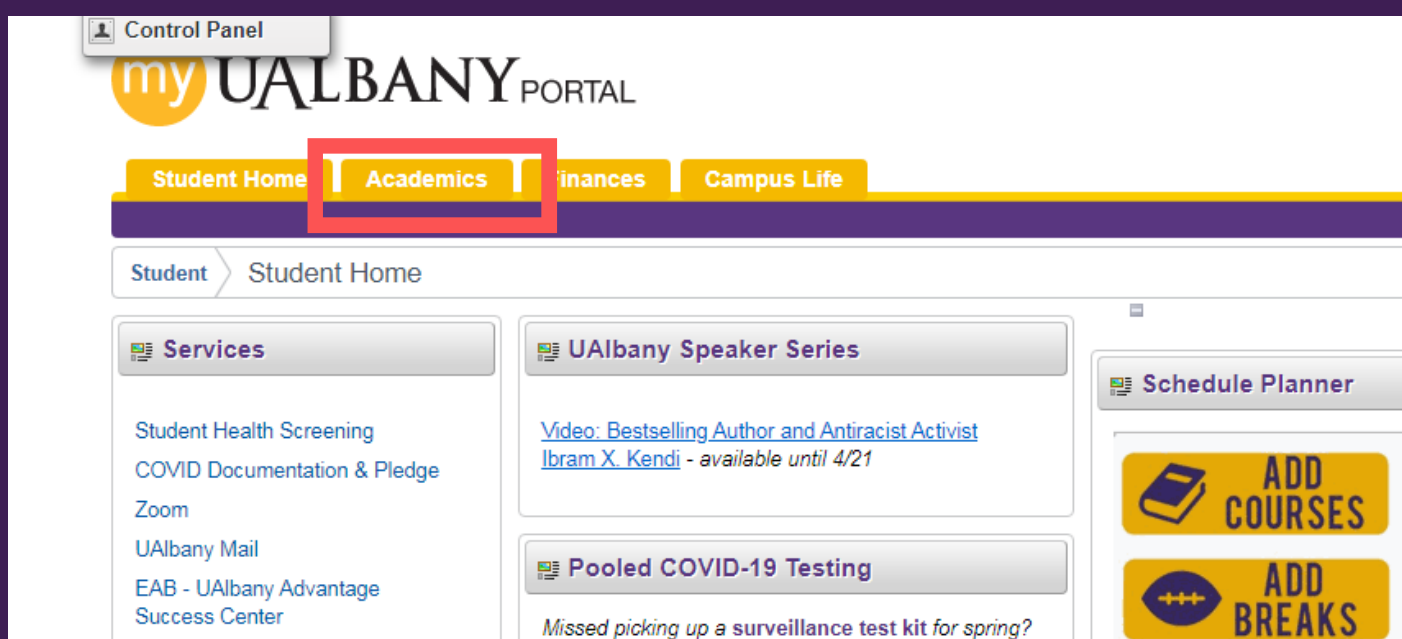 Control Panel
my UALBANY PORTAL
Student Home Academics Finances Campus Life
Student Student Home
Services
Student Health Screening
COVID Documentation & Pledge
Zoom
UAlbany Mail
EAB - UAlbany Advantage
Success Center
UAlbany Speaker Series
Video: Bestselling Author and Antiracist Activist
Ibram X. Kendi - available until 4/21
Pooled COVID-19 Testing
Missed picking up a surveillance test kit for spring?
Schedule Planner
ADD
COURSES
ADD
BREAKS